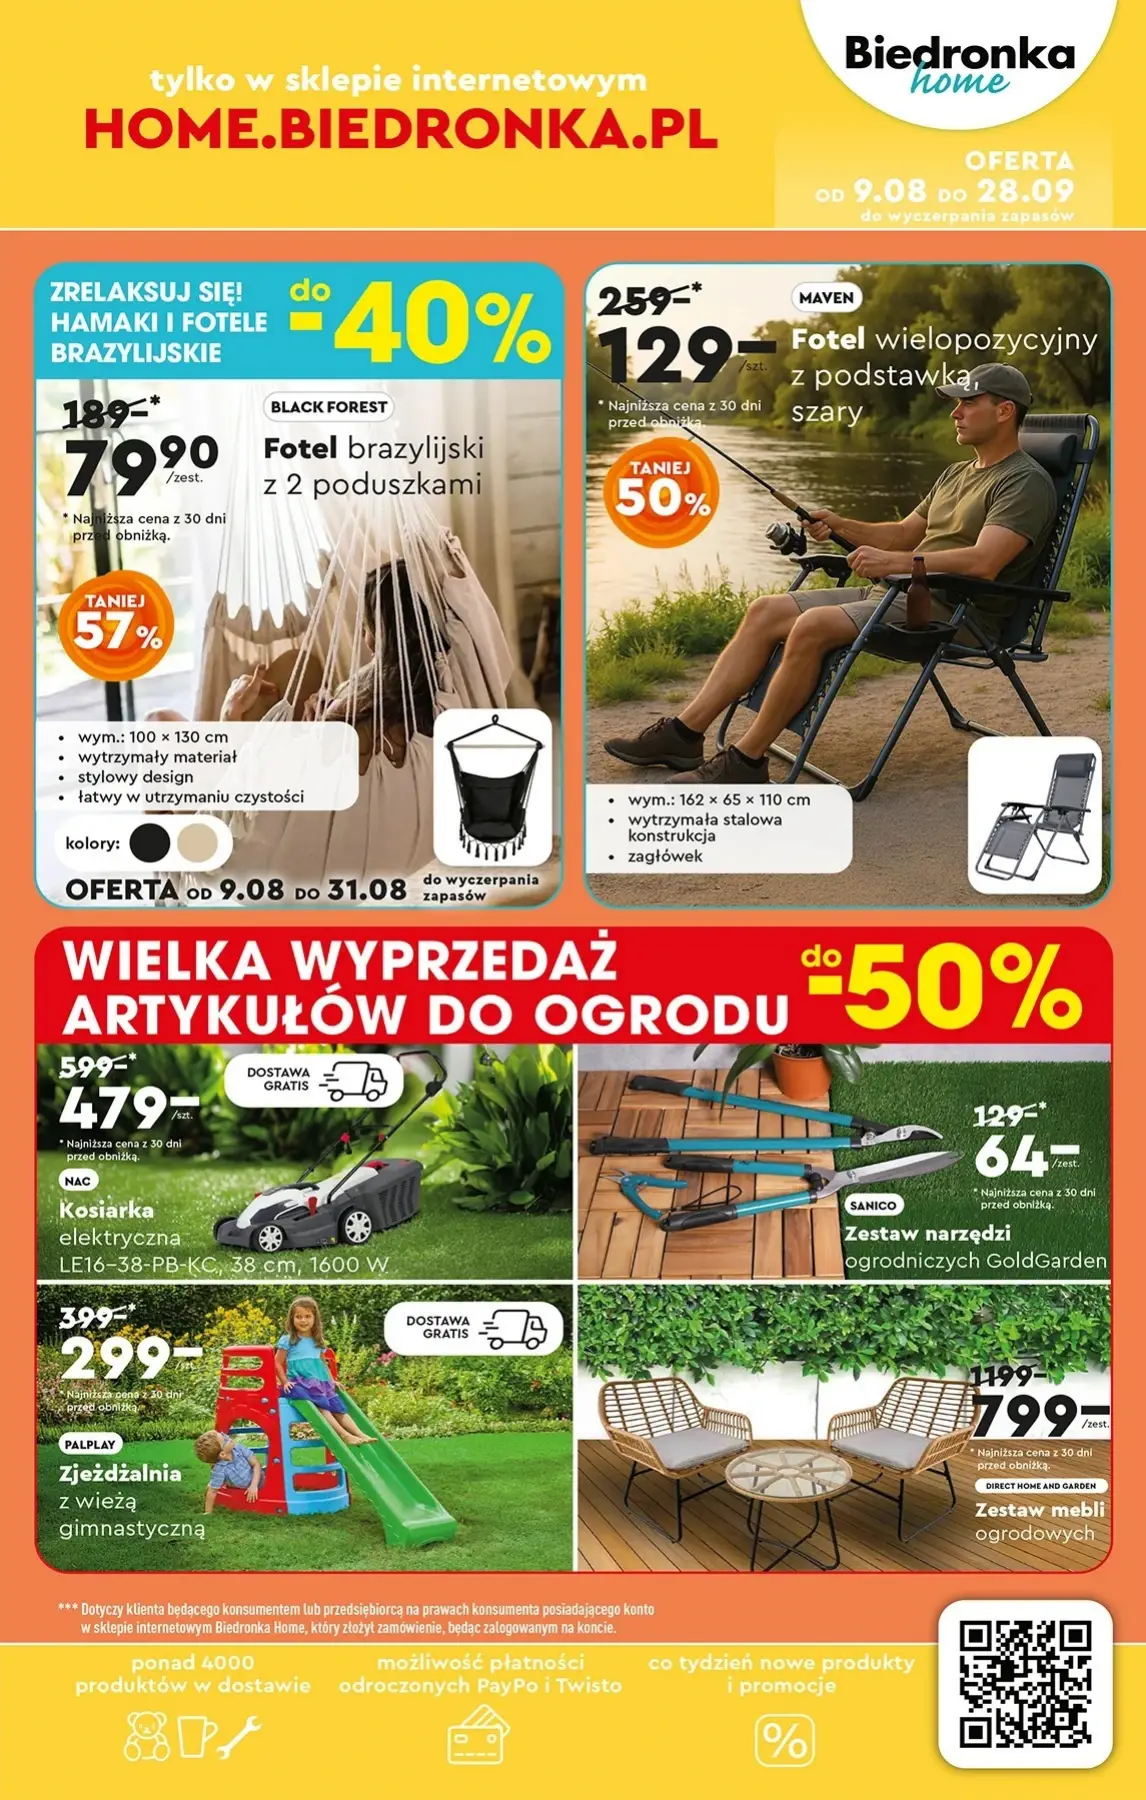 tylko w sklepie internetowym
HOME.BIEDRONKA.PL
Biedronka
home
OFERTA
OD 9.08 DO 28.09
do wyczerpania zapasów
ZRELAKSUJ SIĘ!
HAMAKI I FOTELE
BRAZYLIJSKIE
do
-40%
189-*
79 90
/zest.
* Najniższa cena z 30 dni
przed obniżką.
BLACK FOREST
Fotel brazylijski
z 2 poduszkami
TANIEJ
57%
• wym.: 100 × 130 cm
• wytrzymały materiał
• stylowy design
• łatwy w utrzymaniu czystości
kolory:
OFERTA OD 9.08 DO 31.08
do wyczerpania
zapasów
259-*
129-
/szt.
* Najniższa cena z 30 dni
przed obniżką.
MAVEN
Fotel wielopozycyjny
z podstawką,
szary
TANIEJ
50%
• wym.: 162 × 65 × 110 cm
• wytrzymała stalowa
konstrukcja
• zagłówek
WIELKA WYPRZEDAŻ
ARTYKUŁÓW DO OGRODU
do
-50%
599-*
479-
/szt.
* Najniższa cena z 30 dni
przed obniżką.
NAC
Kosiarka
elektryczna
LE16-38-PB-KC, 38 cm, 1600 W
DOSTAWA
GRATIS
129-*
64-
/zest.
* Najniższa cena z 30 dni
przed obniżką.
SANICO
Zestaw narzędzi
ogrodniczych GoldGarden
399-*
299-
/szt.
* Najniższa cena z 30 dni
przed obniżką.
PALPLAY
Zjeżdżalnia
z wieżą
gimnastyczną
DOSTAWA
GRATIS
1199-*
799-
/zest.
* Najniższa cena z 30 dni
przed obniżką.
DIRECT HOME AND GARDEN
Zestaw mebli
ogrodowych
*** Dotyczy klienta będącego konsumentem lub przedsiębiorcą na prawach konsumenta posiadającego konto
w sklepie internetowym Biedronka Home, który złożył zamówienie, będąc zalogowanym na koncie.
ponad 4000
produktów w dostawie
możliwość płatności
odroczonych PayPo i Twisto
co tydzień nowe produkty
i promocje
%